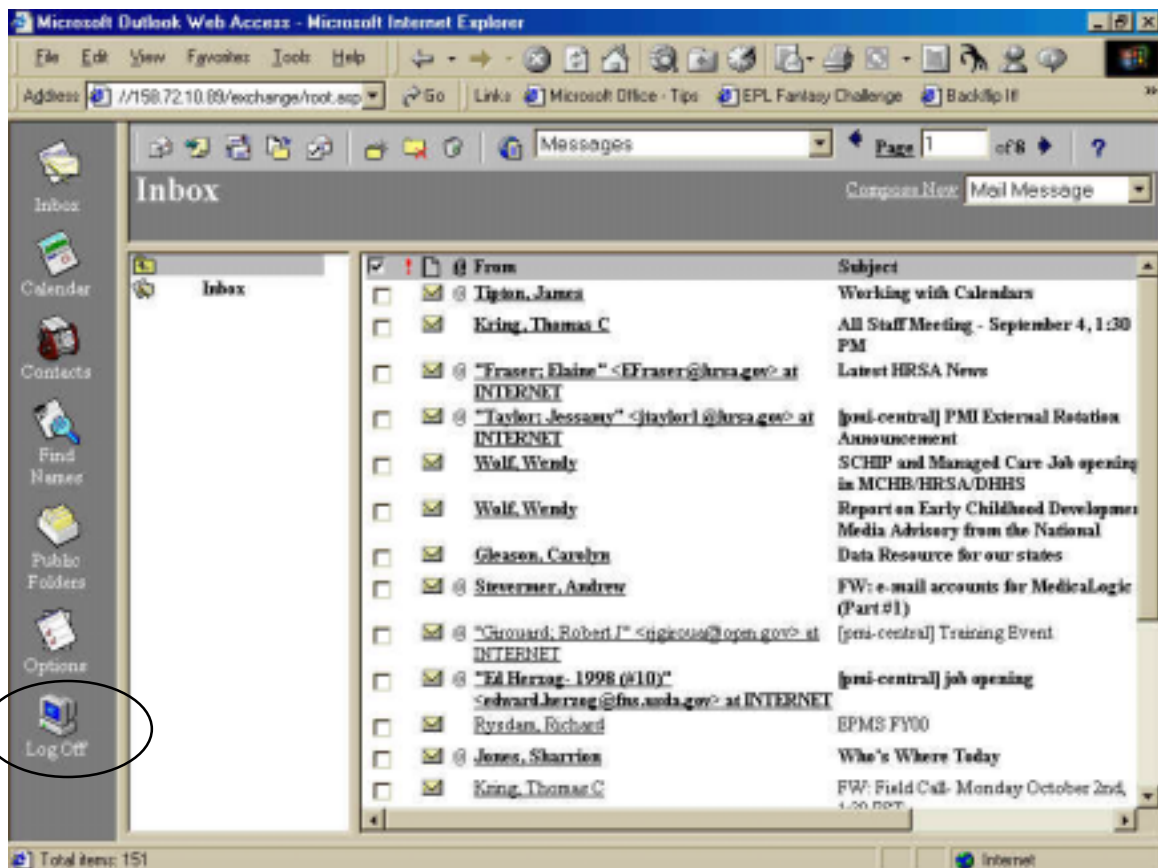 Microsoft Outlook Web Access - Microsoft Internet Explorer
File Edit View Favorites Tools Help
Address //158.72.10.89/exchange/root.asp Go Links Microsoft Office - Tips EPL Fantasy Challenge Backflip It!
Messages Page 1 of 8 ?
Inbox
Compose New Mail Message
Inbox
Calendar
Contacts
Find
Names
Public
Folders
Options
Log Off
Inbox
! From Subject
Tipton, James Working with Calendars
Kring, Thomas C All Staff Meeting - September 4, 1:30
PM
"Fraser; Elaine" <EFraser@hrsa.gov> at Latest HRSA News
INTERNET
"Taylor; Jessamy" <jtaylor1@hrsa.gov> at [pmi-central] PMI External Rotation
INTERNET Announcement
Wolf, Wendy SCHIP and Managed Care Job opening
in MCHB/HRSA/DHHS
Wolf, Wendy Report on Early Childhood Developmen
Media Advisory from the National
Gleason, Carolyn Data Resource for our states
Stevermer, Andrew FW: e-mail accounts for MedicaLogic
(Part #1)
"Girouard; Robert J" at [pmi-central] Training Event
INTERNET
"Ed Herzog- 1998 (#10)" [pmi-central] job opening
<edward.herzog@fns.usda.gov> at INTERNET
Rysdam, Richard EPMS FY00
Jones, Sharrion Who's Where Today
Kring, Thomas C FW: Field Call- Monday October 2nd,
Total items: 151 Internet